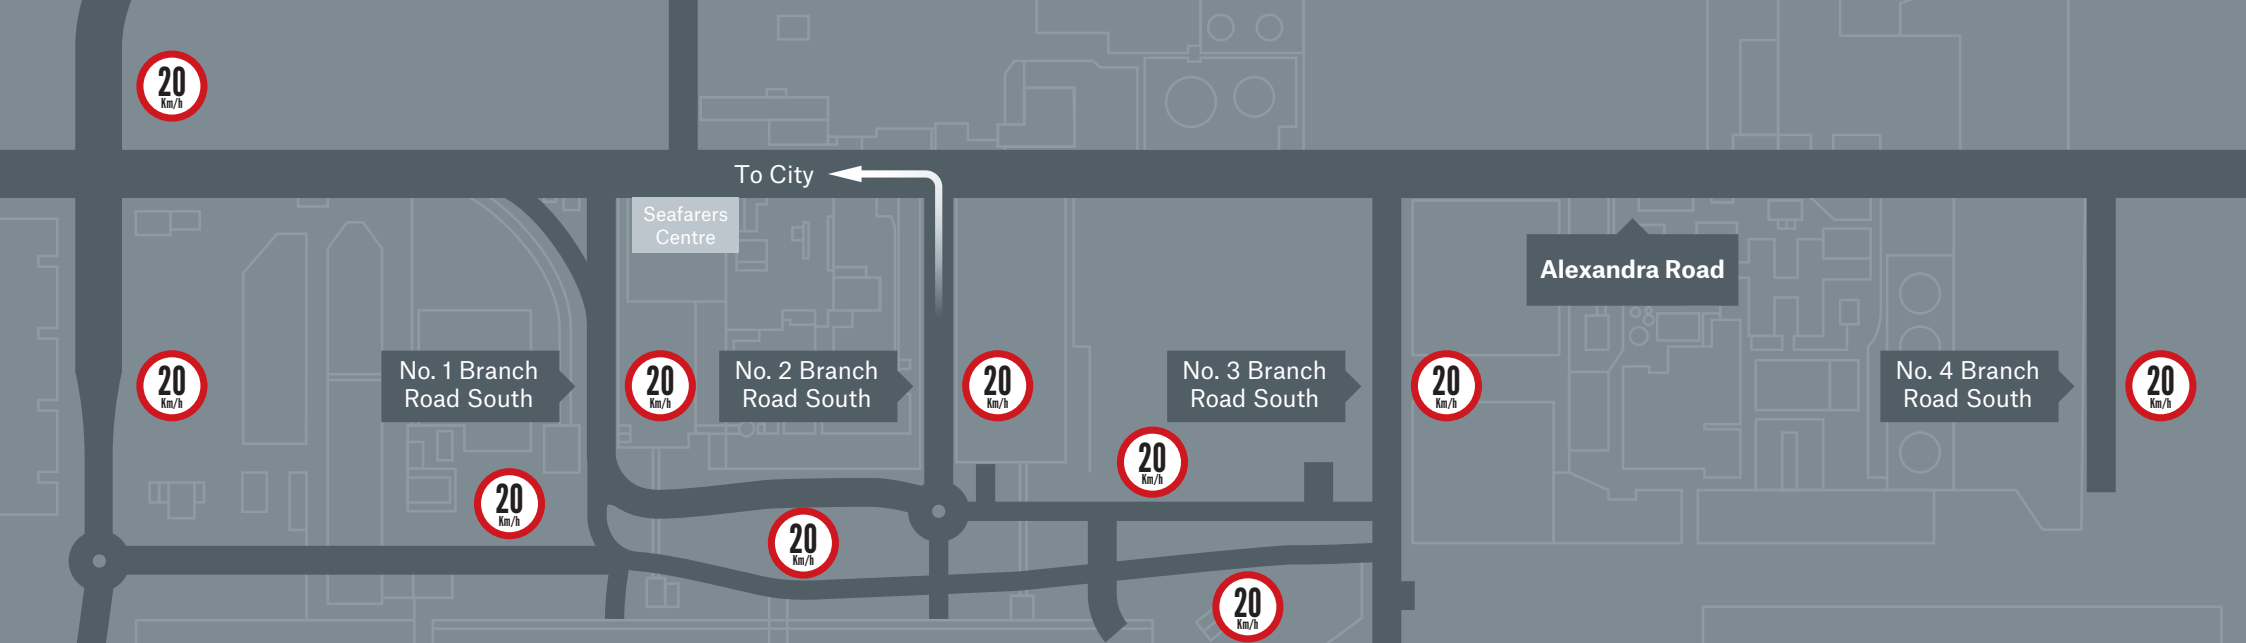 20
Km/h
To City
Seafarers
Centre
Alexandra Road
20
Km/h
No. 1 Branch
Road South
20
Km/h
No. 2 Branch
Road South
20
Km/h
No. 3 Branch
Road South
20
Km/h
No. 4 Branch
Road South
20
Km/h
20
Km/h
20
Km/h
20
Km/h
20
Km/h